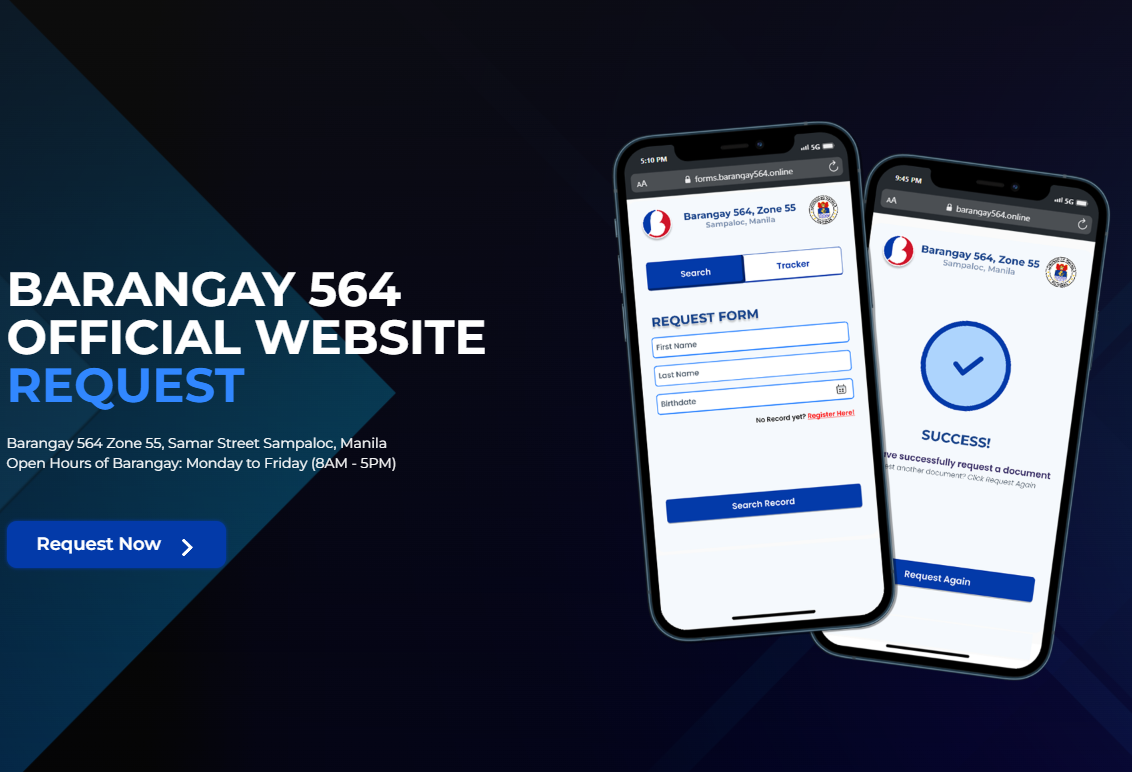 BARANGAY 564
OFFICIAL WEBSITE
REQUEST
Barangay 564 Zone 55, Samar Street Sampaloc, Manila
Open Hours of Barangay: Monday to Friday (8AM - 5PM)
Request Now
5:10 PM
5G
AA
forms.barangay564.online
Barangay 564, Zone 55
Sampaloc, Manila
Search
Tracker
REQUEST FORM
First Name
Last Name
Birthdate
No Record yet? Register Here!
Search Record
9:45 PM
5G
AA
barangay564.online
Barangay 564, Zone 55
Sampaloc, Manila
SUCCESS!
successfully request a document
another document? Click Request Again
Request Again